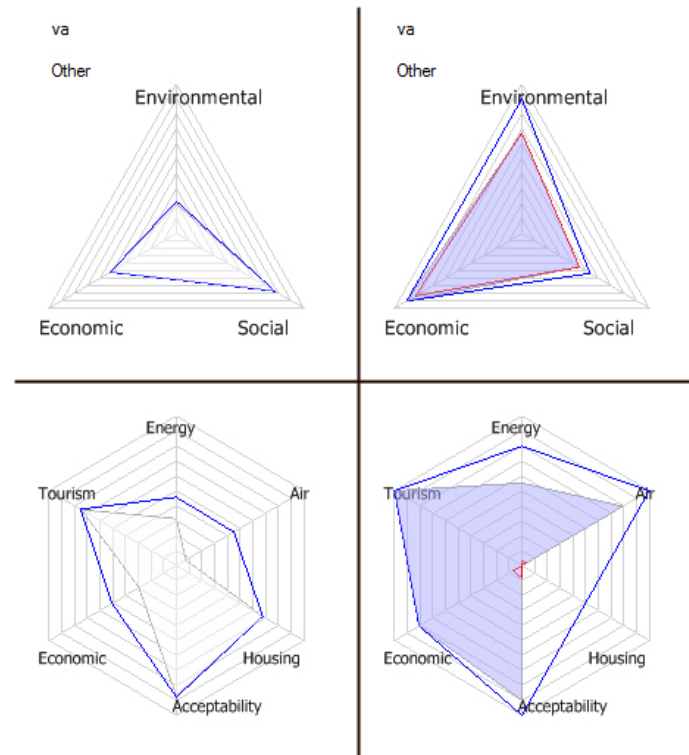 va
Other
Environmental
Economic
Social
va
Other
Environmental
Economic
Social
Energy
Tourism
Air
Economic
Housing
Acceptability
Energy
Tourism
Air
Economic
Housing
Acceptability